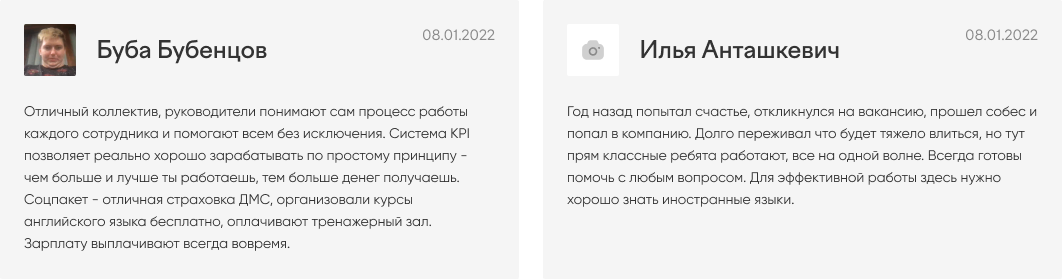 Буба Бубенцов
08.01.2022
Отличный коллектив, руководители понимают сам процесс работы
каждого сотрудника и помогают всем без исключения. Система KPI
позволяет реально хорошо зарабатывать по простому принципу -
чем больше и лучше ты работаешь, тем больше денег получаешь.
Соцпакет - отличная страховка ДМС, организовали курсы
английского языка бесплатно, оплачивают тренажерный зал.
Зарплату выплачивают всегда вовремя.
Илья Анташкевич
08.01.2022
Год назад попытал счастье, откликнулся на вакансию, прошел собес и
попал в компанию. Долго переживал что будет тяжело влиться, но тут
прям классные ребята работают, все на одной волне. Всегда готовы
помочь с любым вопросом. Для эффективной работы здесь нужно
хорошо знать иностранные языки.